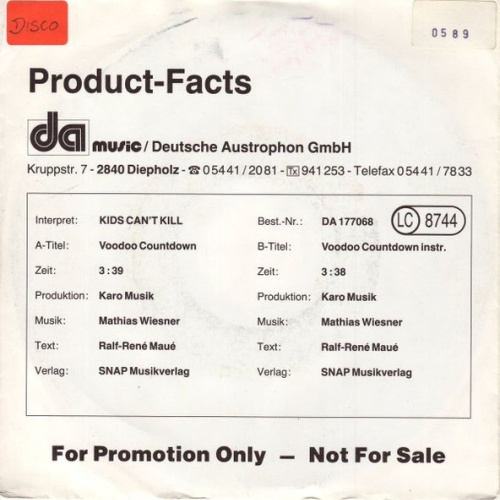 DISCO
0589
Product-Facts
da music / Deutsche Austrophon GmbH
Kruppstr. 7 - 2840 Diepholz - ☎ 05441/2081 - Tx 941253 - Telefax 05441/7833
Interpret: KIDS CAN'T KILL Best.-Nr.: DA 177068 LC 8744
A-Titel: Voodoo Countdown B-Titel: Voodoo Countdown instr.
Zeit: 3:39 Zeit: 3:38
Produktion: Karo Musik Produktion: Karo Musik
Musik: Mathias Wiesner Musik: Mathias Wiesner
Text: Ralf-René Maué Text: Ralf-René Maué
Verlag: SNAP Musikverlag Verlag: SNAP Musikverlag
For Promotion Only — Not For Sale